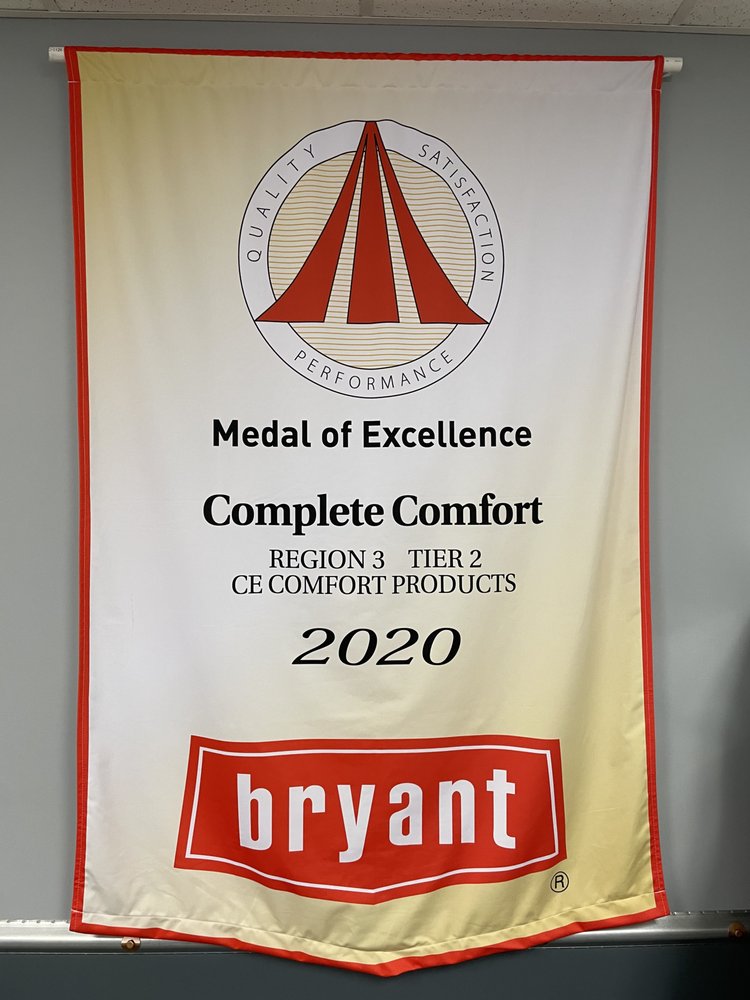 QUALITY
SATISFACTION
PERFORMANCE
Medal of Excellence
Complete Comfort
REGION 3 TIER 2
CE COMFORT PRODUCTS
2020
bryant
®